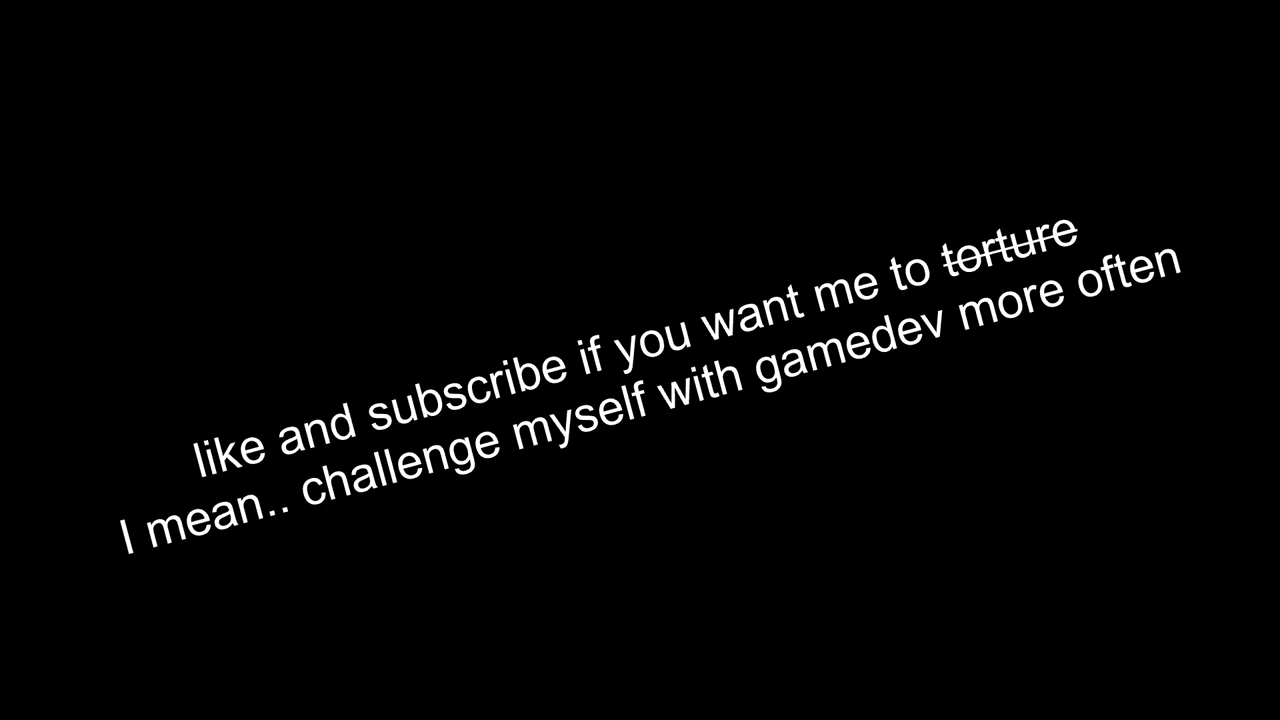 like and subscribe if you want me to torture
I mean.. challenge myself with gamedev more often